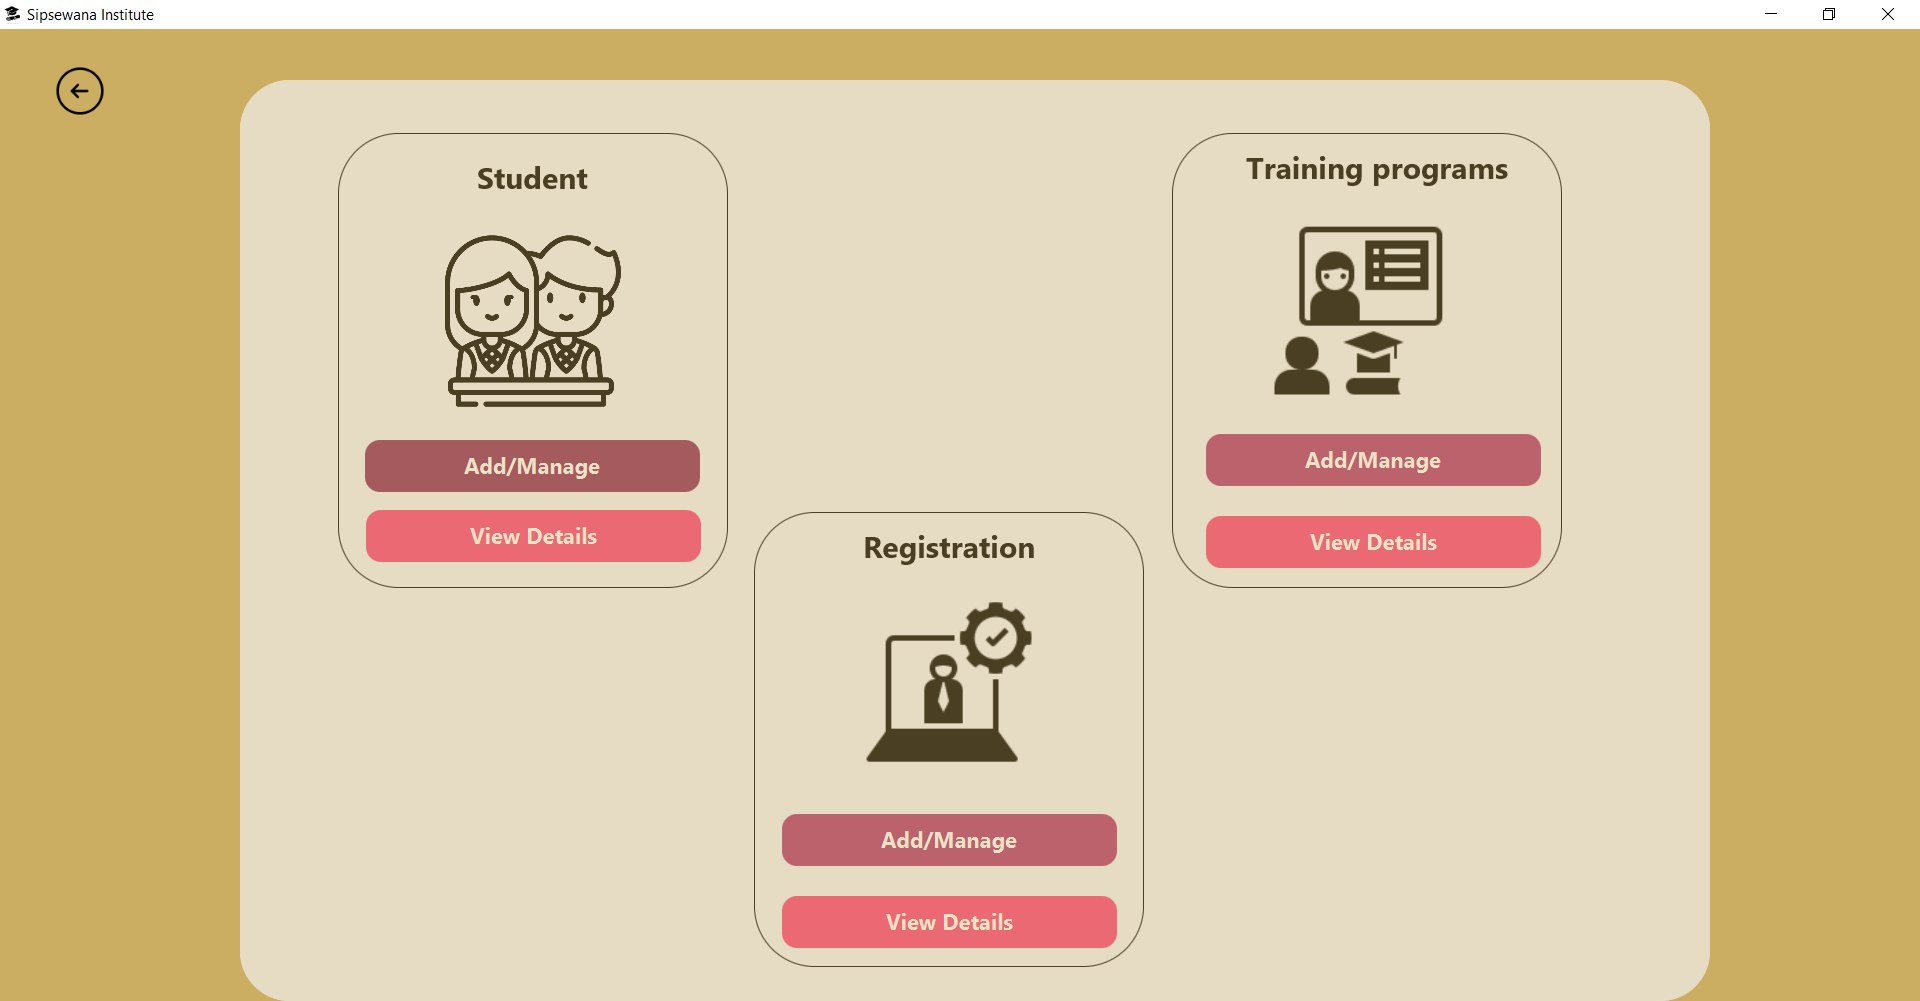 Sipsewana Institute
Student
Add/Manage
View Details
Training programs
Add/Manage
View Details
Registration
Add/Manage
View Details